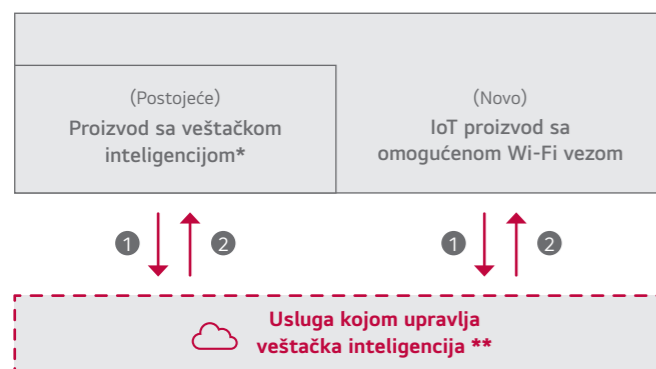 (Postojeće)
Proizvod sa veštačkom
inteligencijom*
(Novo)
IoT proizvod sa
omogućenom Wi-Fi vezom
1
2
1
2
Usluga kojom upravlja
veštačka inteligencija **